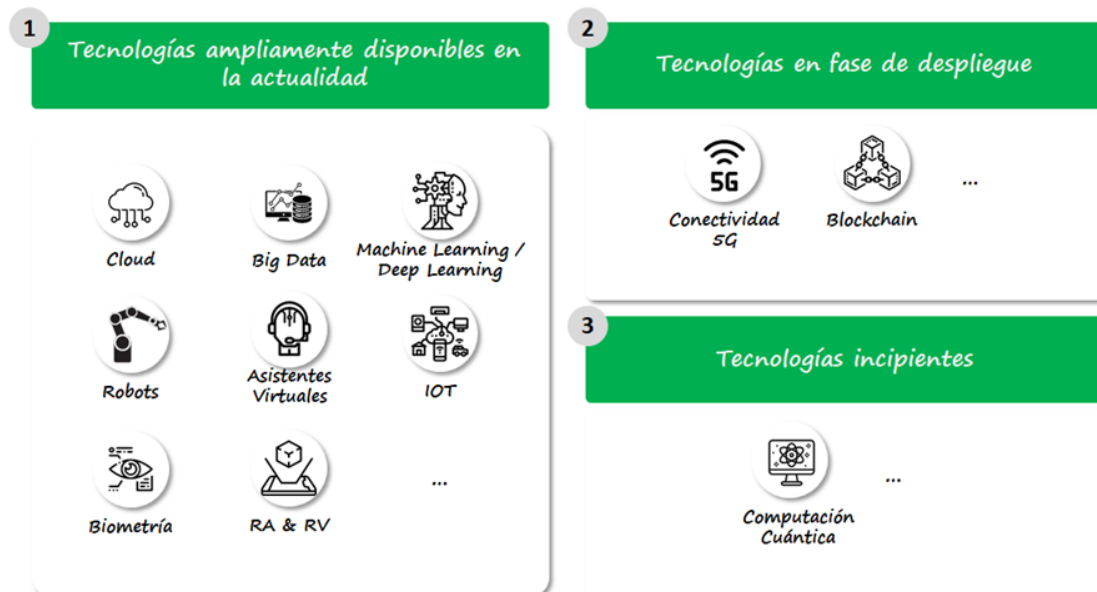 1
Tecnologías ampliamente disponibles en
la actualidad
Cloud
Big Data
Machine Learning /
Deep Learning
Robots
Asistentes
Virtuales
IOT
Biometría
RA & RV
...
2
Tecnologías en fase de despliegue
5G
Conectividad
5G
Blockchain
...
3
Tecnologías incipientes
Computación
Cuántica
...